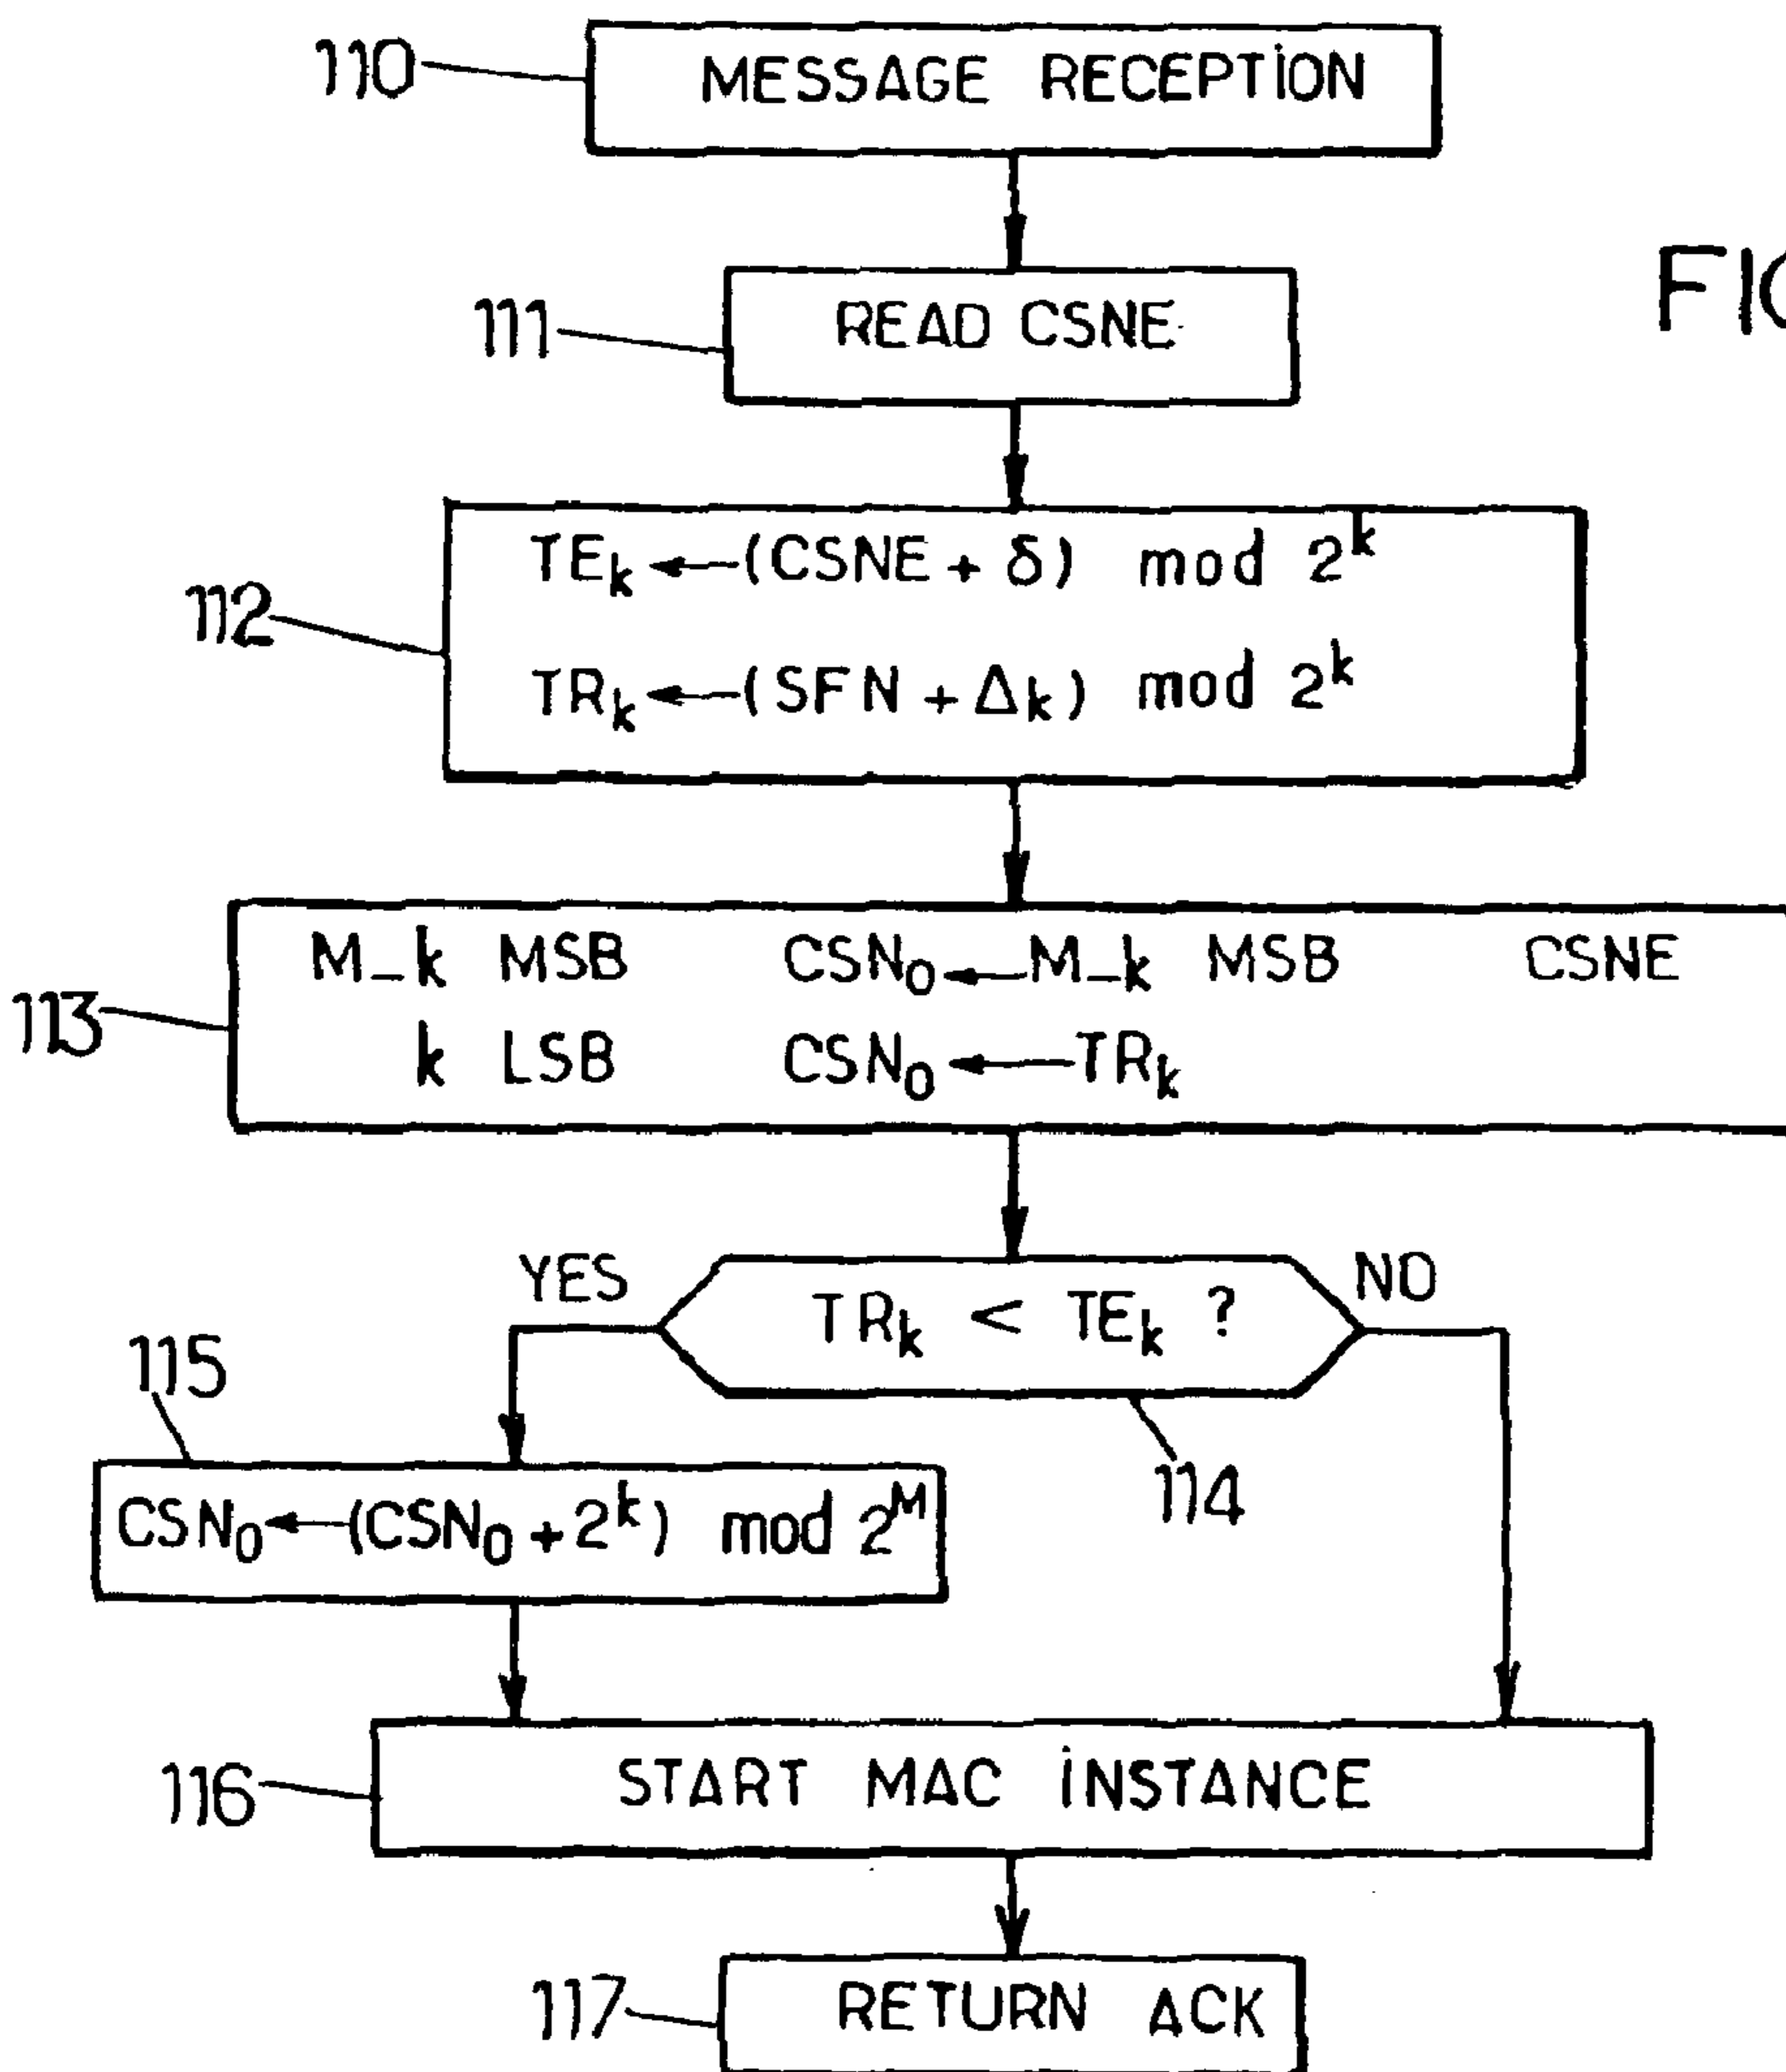 110 MESSAGE RECEPTION
111 READ CSNE
FIG
112
TEₖ ← (CSNE + δ) mod 2ᵏ
TRₖ ← (SFN + Δₖ) mod 2ᵏ
113
M_k MSB CSN₀ ← M_k MSB CSNE
k LSB CSN₀ ← TRₖ
YES TRₖ < TEₖ ? NO
115
114
CSN₀ ← (CSN₀ + 2ᵏ) mod 2ᴹ
116 START MAC INSTANCE
117 RETURN ACK